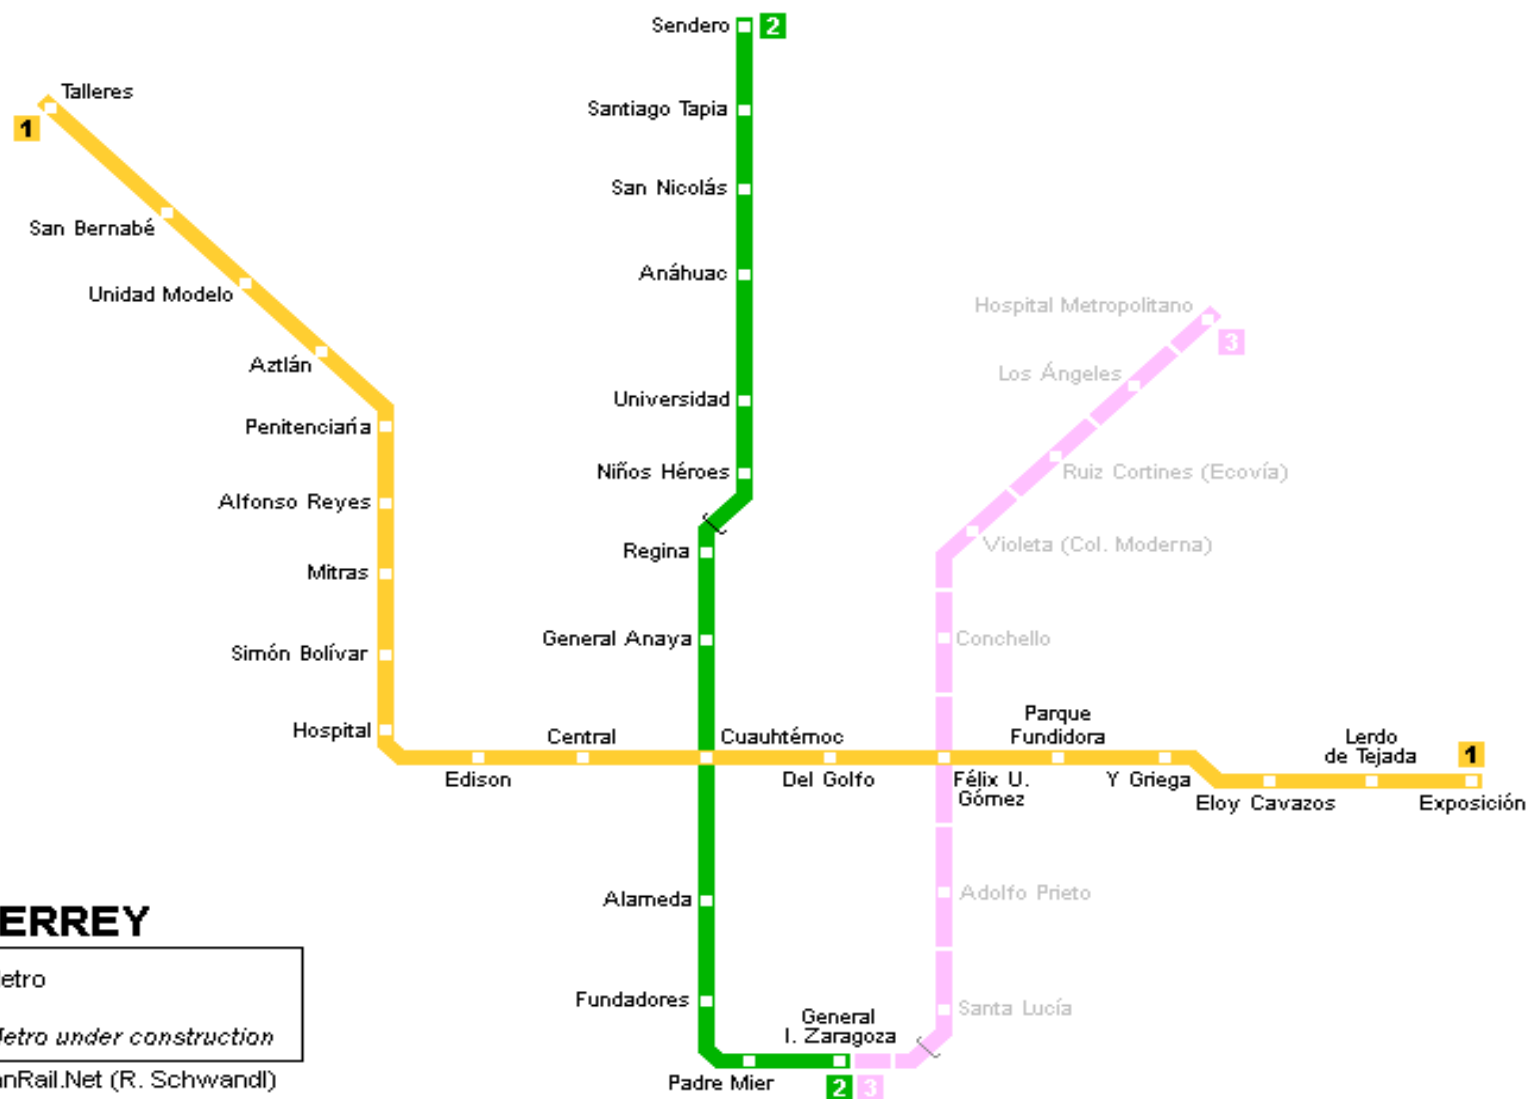 Sendero
2
Talleres
1
Santiago Tapia
San Nicolás
San Bernabé
Anáhuac
Unidad Modelo
Hospital Metropolitano
3
Aztlán
Los Ángeles
Universidad
Penitenciaría
Niños Héroes
Ruiz Cortines (Ecovía)
Alfonso Reyes
Violeta (Col. Moderna)
Regina
Mitras
General Anaya
Conchello
Simón Bolívar
Hospital
Central
Cuauhtémoc
Parque
Fundidora
Lerdo
de Tejada
1
Edison
Del Golfo
Félix U.
Gómez
Y Griega
Eloy Cavazos
Exposición
Alameda
Adolfo Prieto
ERREY
etro
Fundadores
General
I. Zaragoza
Santa Lucía
etro under construction
anRail.Net (R. Schwandl)
Padre Mier
2
3